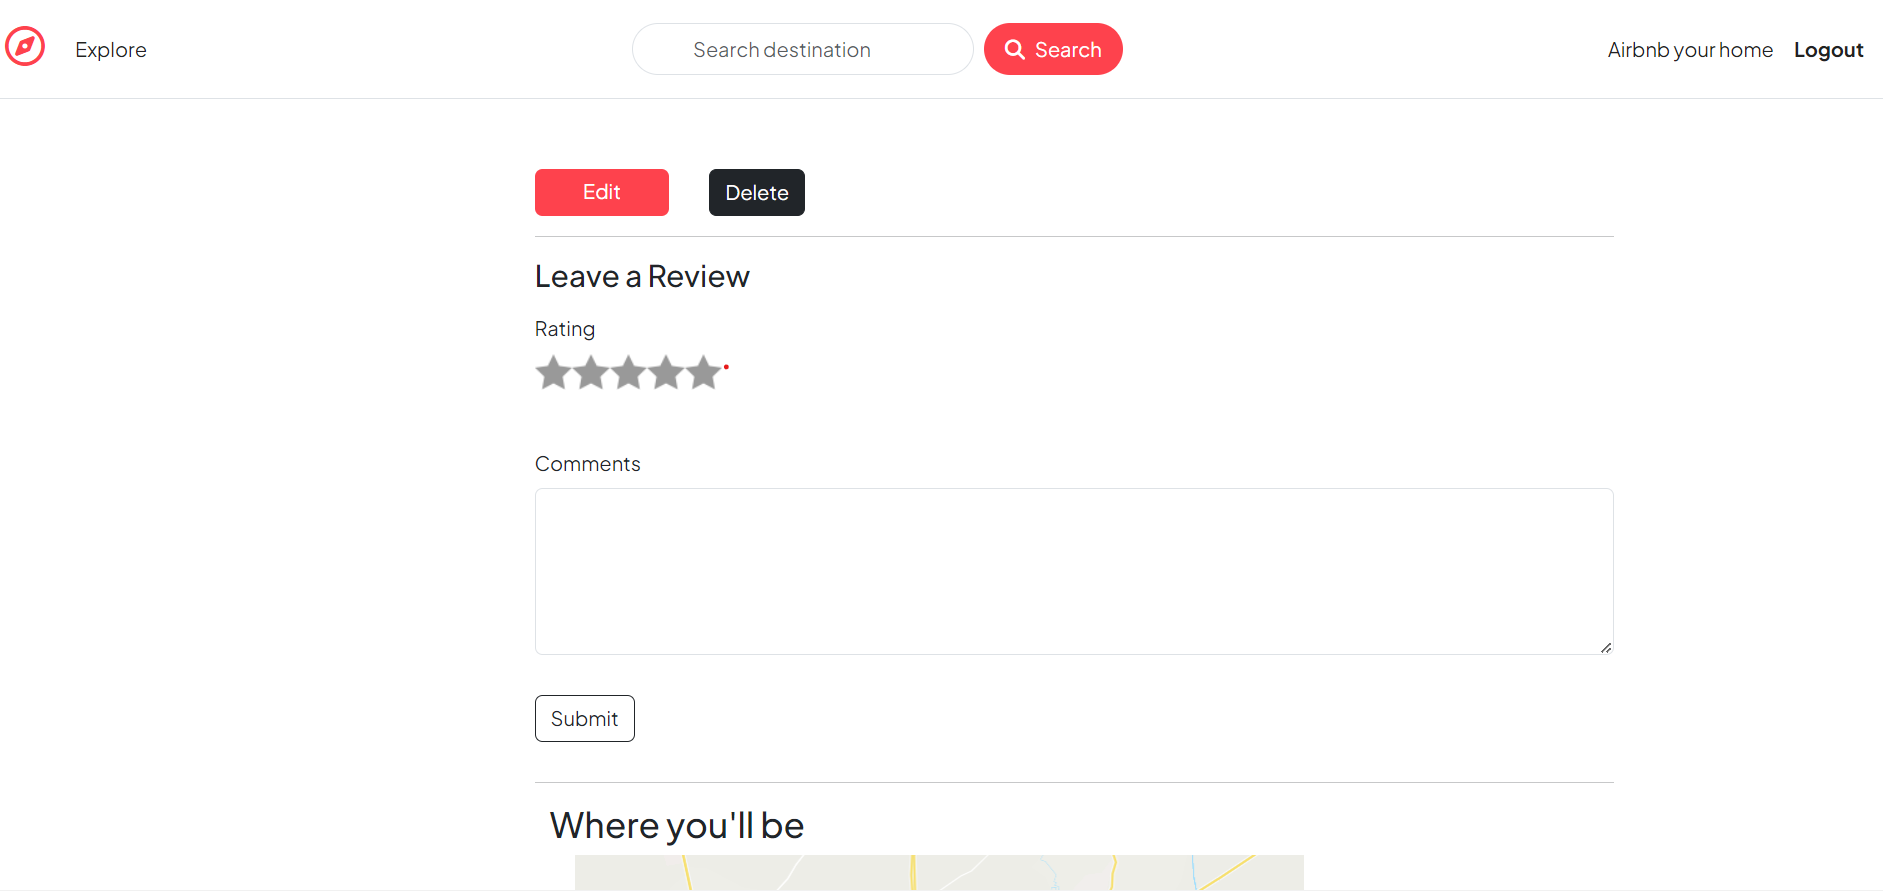 Explore
Search destination
Search
Airbnb your home
Logout
Edit
Delete
Leave a Review
Rating
Comments
Submit
Where you'll be